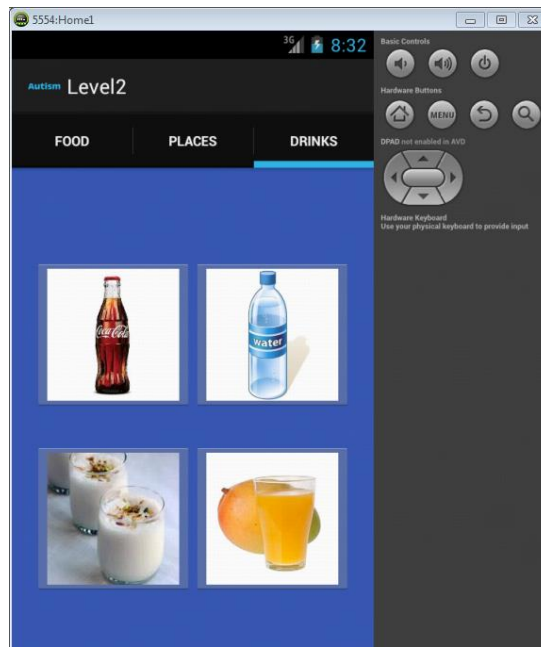 5554:Home1
3G 8:32
Autism Level2
FOOD PLACES DRINKS
Coca-Cola
water
Basic Controls
Hardware Buttons
MENU
DPAD not enabled in AVD
Hardware Keyboard
Use your physical keyboard to provide input